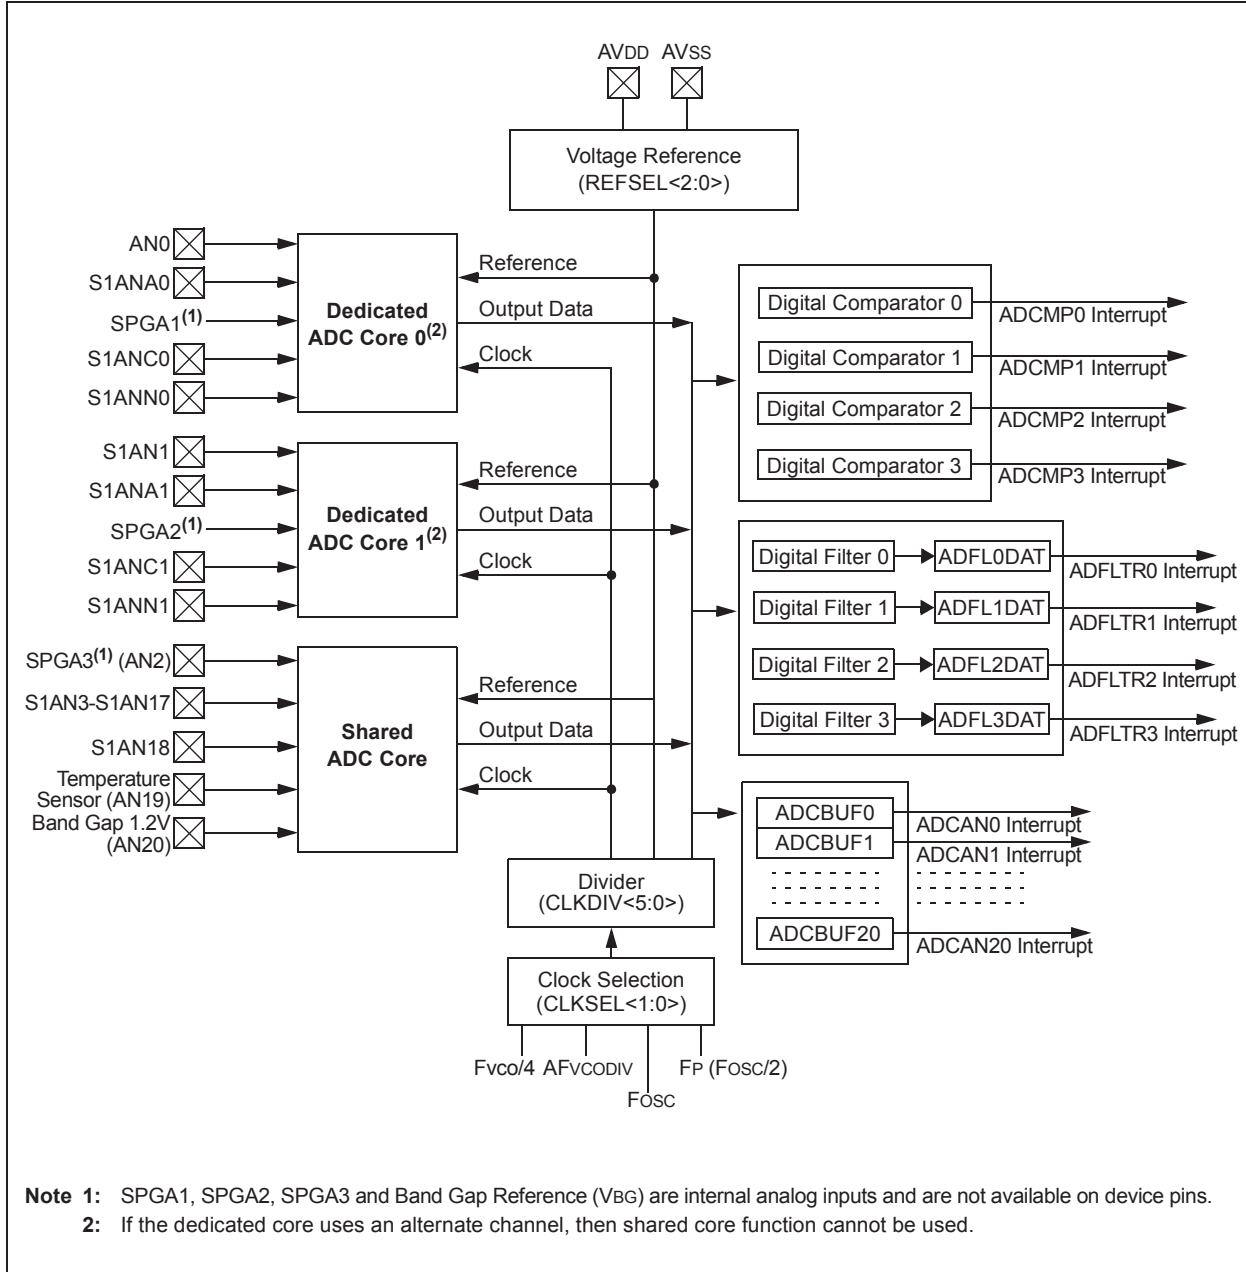 AVDD AVSS
Voltage Reference
(REFSEL<2:0>)
AN0
S1ANA0
SPGA1(1)
S1ANC0
S1ANN0
Dedicated
ADC Core 0(2)
Reference
Output Data
Clock
S1AN1
S1ANA1
SPGA2(1)
S1ANC1
S1ANN1
Dedicated
ADC Core 1(2)
Reference
Output Data
Clock
SPGA3(1) (AN2)
S1AN3-S1AN17
S1AN18
Temperature
Sensor (AN19)
Band Gap 1.2V
(AN20)
Shared
ADC Core
Reference
Output Data
Clock
Digital Comparator 0
ADCMP0 Interrupt
Digital Comparator 1
ADCMP1 Interrupt
Digital Comparator 2
ADCMP2 Interrupt
Digital Comparator 3
ADCMP3 Interrupt
Digital Filter 0 ADFL0DAT
ADFLTR0 Interrupt
Digital Filter 1 ADFL1DAT
ADFLTR1 Interrupt
Digital Filter 2 ADFL2DAT
ADFLTR2 Interrupt
Digital Filter 3 ADFL3DAT
ADFLTR3 Interrupt
ADCBUF0
ADCAN0 Interrupt
ADCBUF1
ADCAN1 Interrupt
ADCBUF20
ADCAN20 Interrupt
Divider
(CLKDIV<5:0>)
Clock Selection
(CLKSEL<1:0>)
Fvco/4 AFVCODIV FP (FOSC/2)
FOSC
Note 1: SPGA1, SPGA2, SPGA3 and Band Gap Reference (VBG) are internal analog inputs and are not available on device pins.
2: If the dedicated core uses an alternate channel, then shared core function cannot be used.